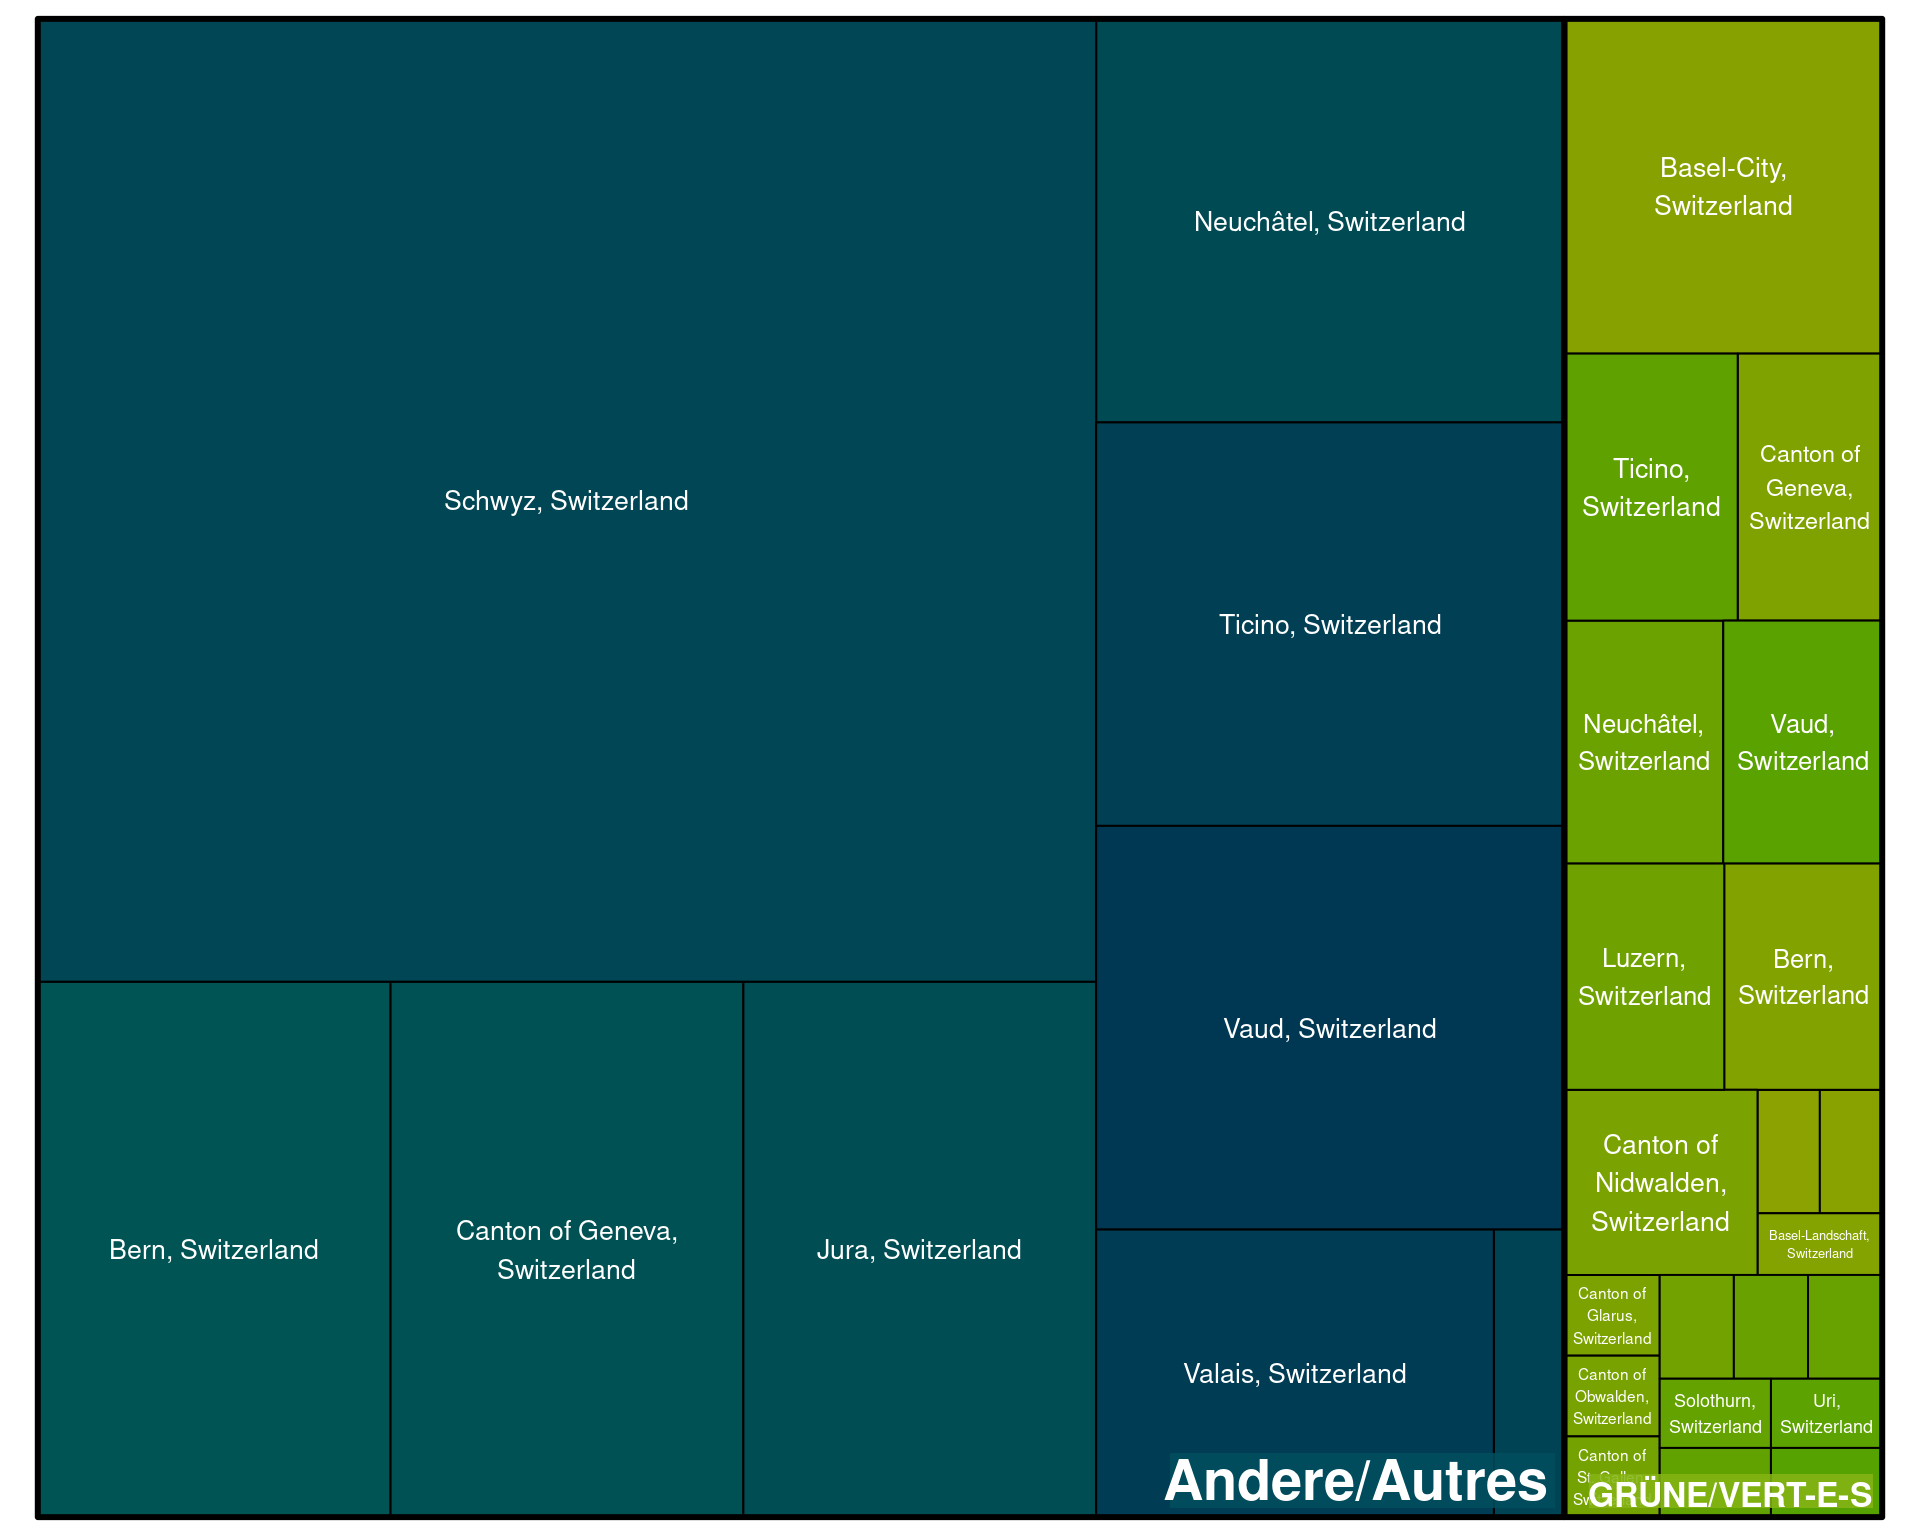 Schwyz, Switzerland
Neuchâtel, Switzerland
Ticino, Switzerland
Vaud, Switzerland
Bern, Switzerland
Canton of Geneva,
Switzerland
Jura, Switzerland
Valais, Switzerland
Andere/Autres
Basel-City,
Switzerland
Ticino,
Switzerland
Canton of
Geneva,
Switzerland
Neuchâtel,
Switzerland
Vaud,
Switzerland
Luzern,
Switzerland
Bern,
Switzerland
Canton of
Nidwalden,
Switzerland
Basel-Landschaft,
Switzerland
Canton of
Glarus,
Switzerland
Canton of
Obwalden,
Switzerland
Solothurn,
Switzerland
Uri,
Switzerland
Canton of
GRÜNE/VERT-E-S